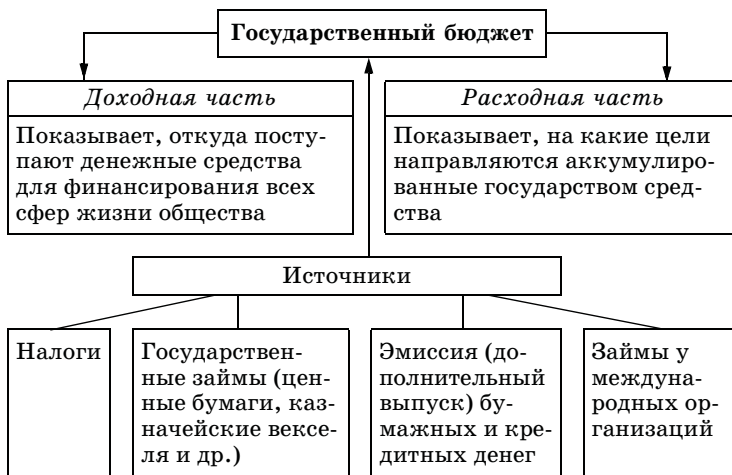 Государственный бюджет
Доходная часть
Показывает, откуда посту-
пают денежные средства
для финансирования всех
сфер жизни общества
Расходная часть
Показывает, на какие цели
направляются аккумулиро-
ванные государством сред-
ства
Источники
Налоги
Государствен-
ные займы (цен-
ные бумаги, каз-
начейские вексе-
ля и др.)
Эмиссия (до-
полнительный
выпуск) бу-
мажных и кре-
дитных денег
Займы у
междуна-
родных ор-
ганизаций